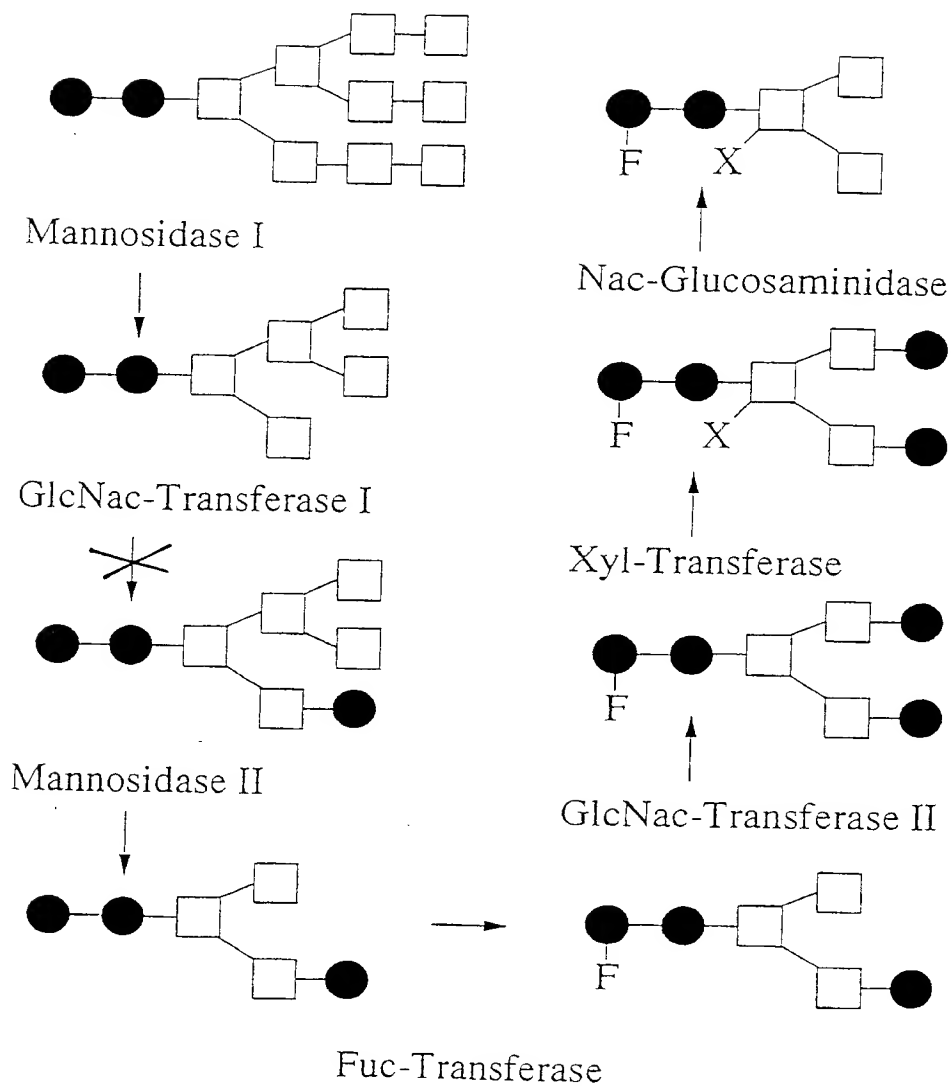 Mannosidase I
GlcNac-Transferase I
Mannosidase II
Fuc-Transferase
F
GlcNac-Transferase II
F
Xyl-Transferase
F
X
Nac-Glucosaminidase
F
X